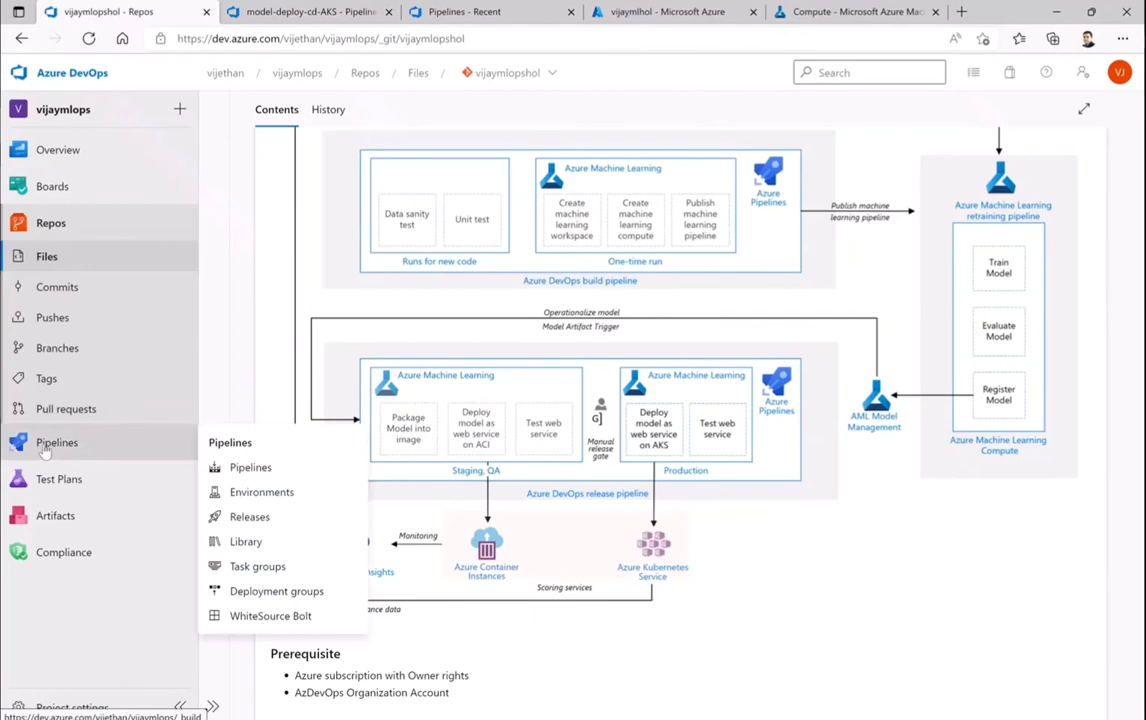 vijaymlops - Repos
model-deploy-cd-AKS - Pipeline
Pipelines - Recent
vijaymlhol - Microsoft Azure
Compute - Microsoft Azure Mac
https://dev.azure.com/vijethan/vijaymlops/_git/vijaymlopshol
Azure DevOps
vijethan / vijaymlops / Repos / Files / vijaymlopshol
Search
VJ
V vijaymlops
Overview
Boards
Repos
Files
Commits
Pushes
Branches
Tags
Pull requests
Pipelines
Test Plans
Artifacts
Compliance
Project settings
https://dev.azure.com/vijethan/vijaymlops/_build
Pipelines
Pipelines
Environments
Releases
Library
Task groups
Deployment groups
WhiteSource Bolt
Contents
History
Data sanity
test
Unit test
Runs for new code
Azure Machine Learning
Create
machine
learning
workspace
Create
machine
learning
compute
Publish
machine
learning
pipeline
One-time run
Azure
Pipelines
Azure DevOps build pipeline
Publish machine
learning pipeline
Azure Machine Learning
retraining pipeline
Train
Model
Evaluate
Model
Register
Model
Azure Machine Learning
Compute
AML Model
Management
Operationalize model
Model Artifact Trigger
Azure Machine Learning
Package
Model into
image
Deploy
model as
web service
on ACI
Test web
service
Staging, QA
Manual
release
gate
Azure Machine Learning
Deploy
model as
web service
on AKS
Test web
service
Production
Azure
Pipelines
Azure DevOps release pipeline
Monitoring
nsights
Azure Container
Instances
Azure Kubernetes
Service
Scoring services
ance data
Prerequisite
Azure subscription with Owner rights
AzDevOps Organization Account